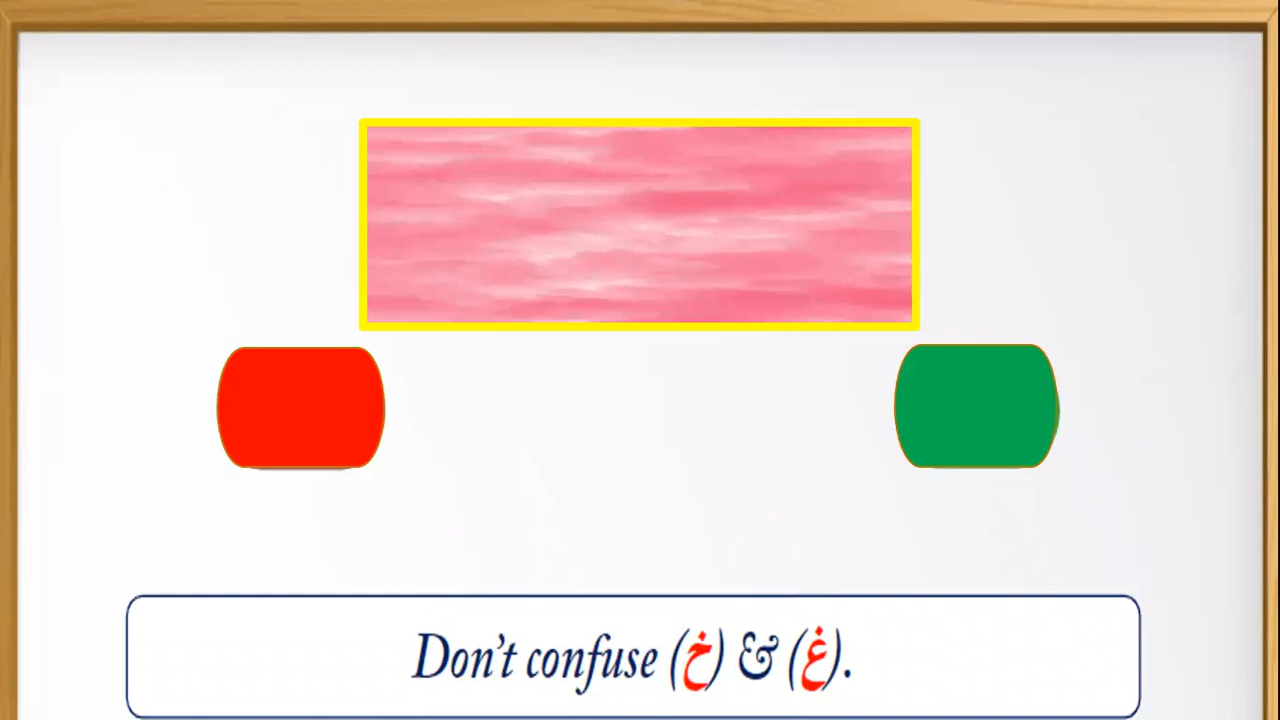 Don't confuse (خ) & (غ).